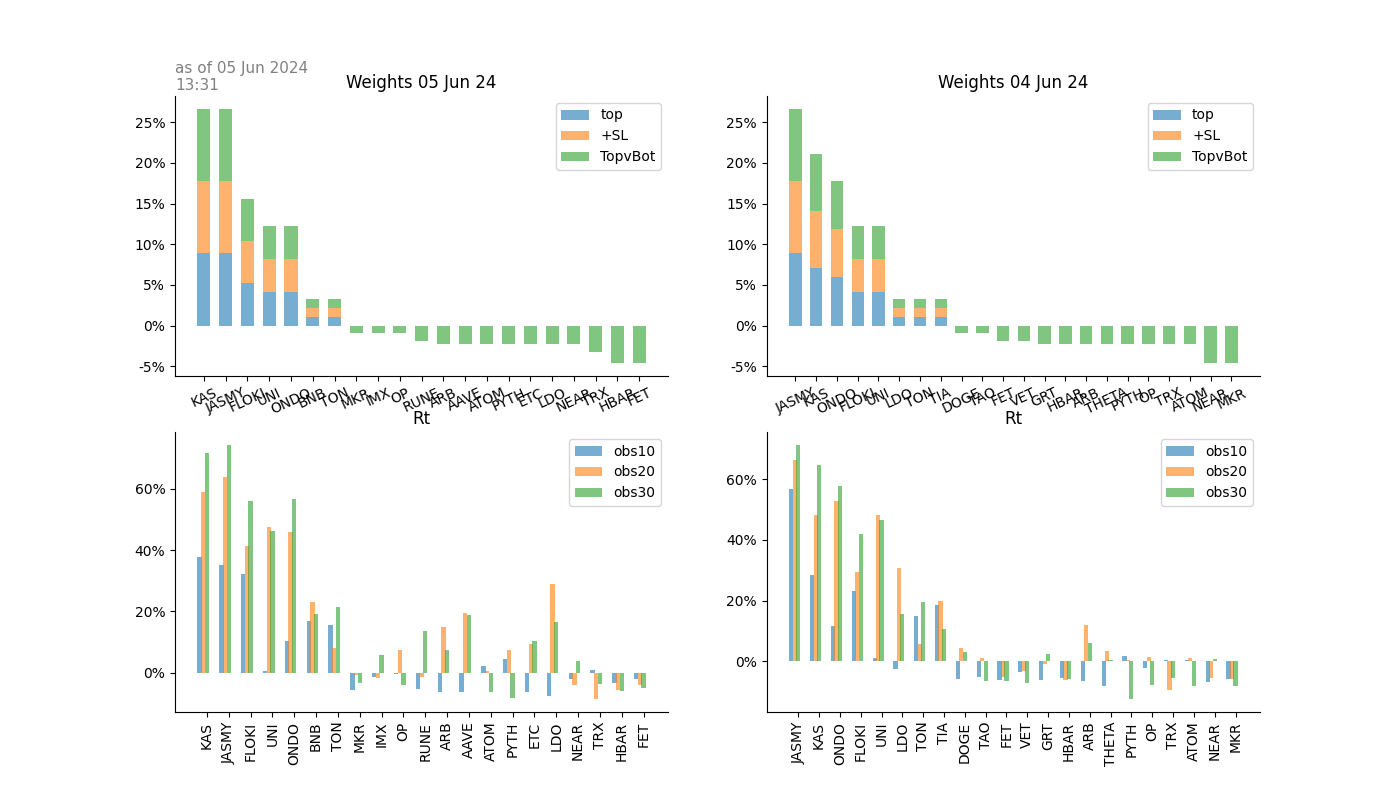 as of 05 Jun 2024
13:31
Weights 05 Jun 24
25%
20%
15%
10%
5%
0%
-5%
top
+SL
TopvBot
KAS JASMY FLOKI UNI ONDO BNB TON MKR IMX OP RUNE ARB AAVE ATOM PYTH ETC LDO NEAR TRX HBAR FET
Weights 04 Jun 24
25%
20%
15%
10%
5%
0%
-5%
top
+SL
TopvBot
JASMY KAS ONDO FLOKI UNI LDO TON TIA DOGE TAO FET VET GRT HBAR ARB THETA PYTH OP TRX ATOM NEAR MKR
Rt
60%
40%
20%
0%
obs10
obs20
obs30
KAS
JASMY
FLOKI
UNI
ONDO
BNB
TON
MKR
IMX
OP
RUNE
ARB
AAVE
ATOM
PYTH
ETC
LDO
NEAR
TRX
HBAR
FET
Rt
60%
40%
20%
0%
obs10
obs20
obs30
JASMY
KAS
ONDO
FLOKI
UNI
LDO
TON
TIA
DOGE
TAO
FET
VET
GRT
HBAR
ARB
THETA
PYTH
OP
TRX
ATOM
NEAR
MKR